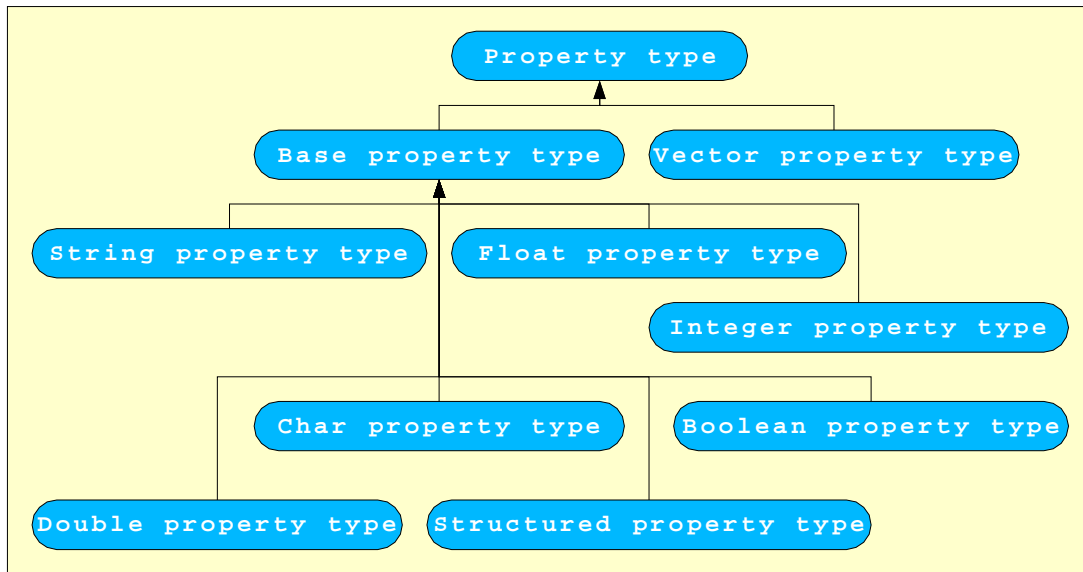 Property type
Base property type
Vector property type
String property type
Float property type
Integer property type
Char property type
Boolean property type
Double property type
Structured property type